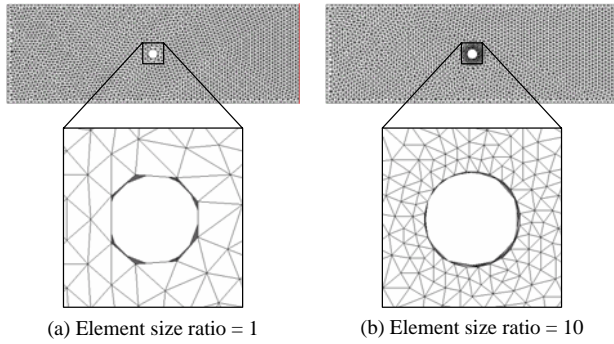 (a) Element size ratio = 1
(b) Element size ratio = 10